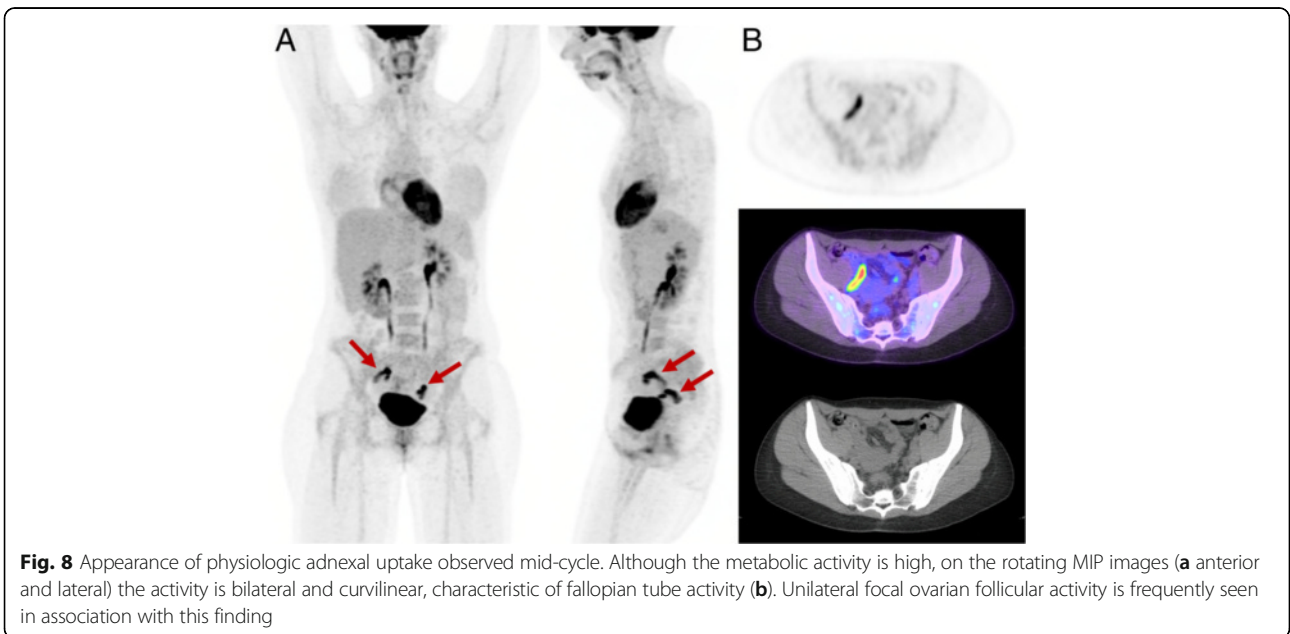 A
B
Fig. 8 Appearance of physiologic adnexal uptake observed mid-cycle. Although the metabolic activity is high, on the rotating MIP images (a anterior
and lateral) the activity is bilateral and curvilinear, characteristic of fallopian tube activity (b). Unilateral focal ovarian follicular activity is frequently seen
in association with this finding